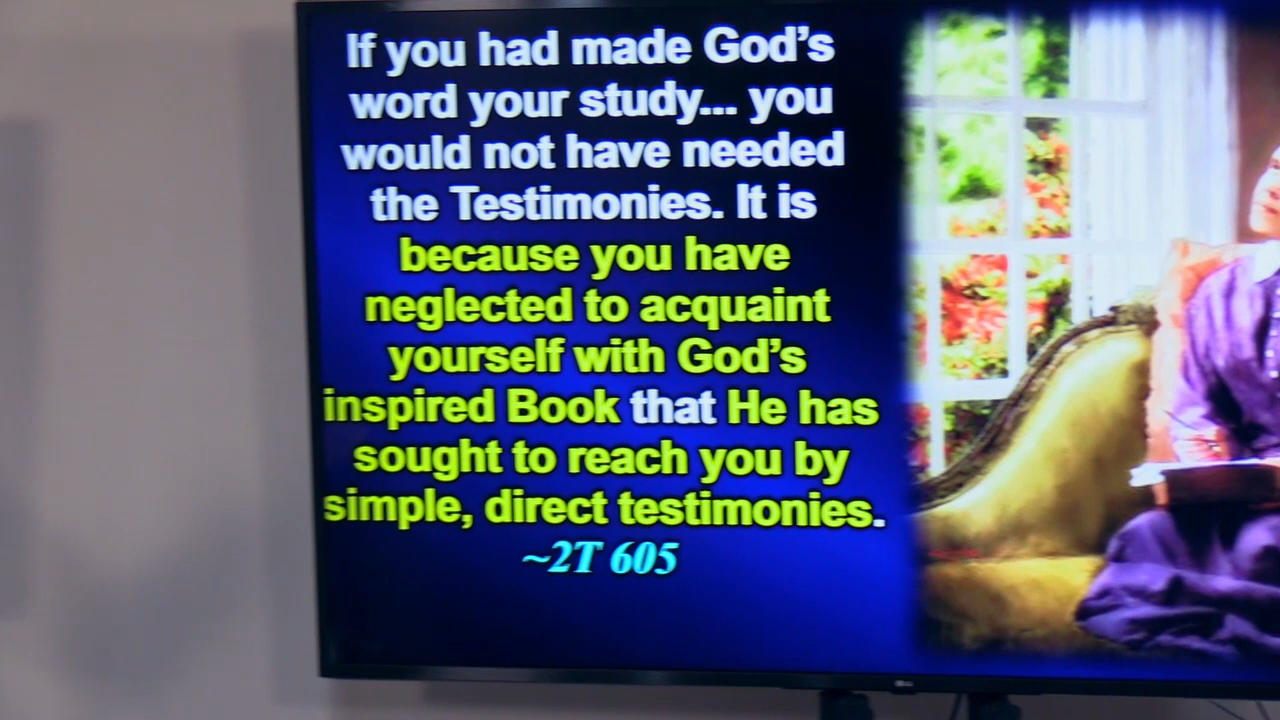 If you had made God’s
word your study... you
would not have needed
the Testimonies. It is
because you have
neglected to acquaint
yourself with God’s
inspired Book that He has
sought to reach you by
simple, direct testimonies.
~2T 605